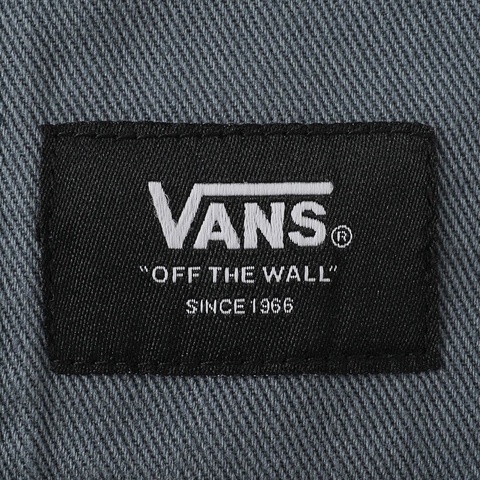 VANS®
"OFF THE WALL"
SINCE 1966